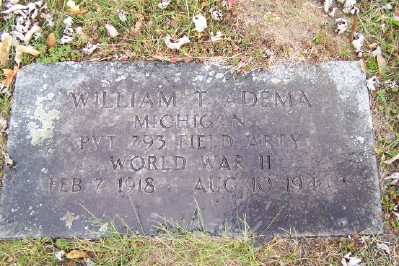 WILLIAM T ADEMA
MICHIGAN
PVT 793 FIELD ARTY
WORLD WAR II
FEB 7 1918 AUG 10 1944